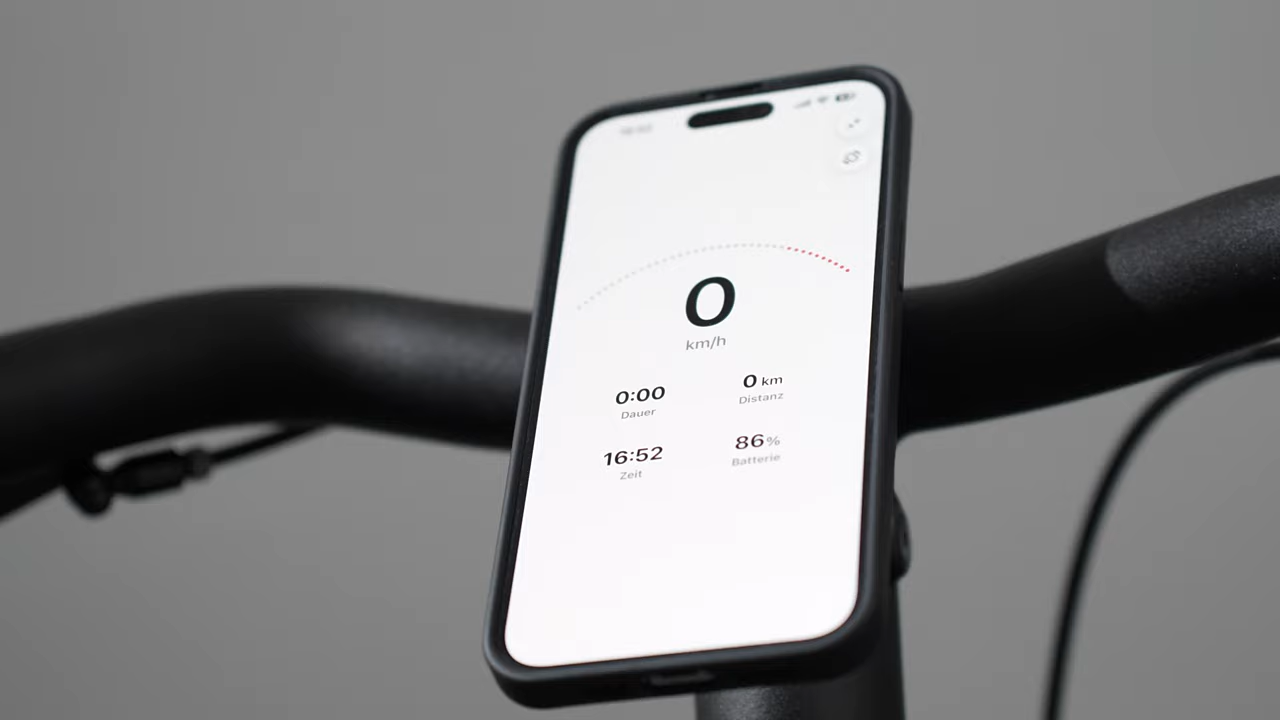 0
km/h
0:00
0 km
Dauer
Distanz
16:52
86%
Zeit
Batterie